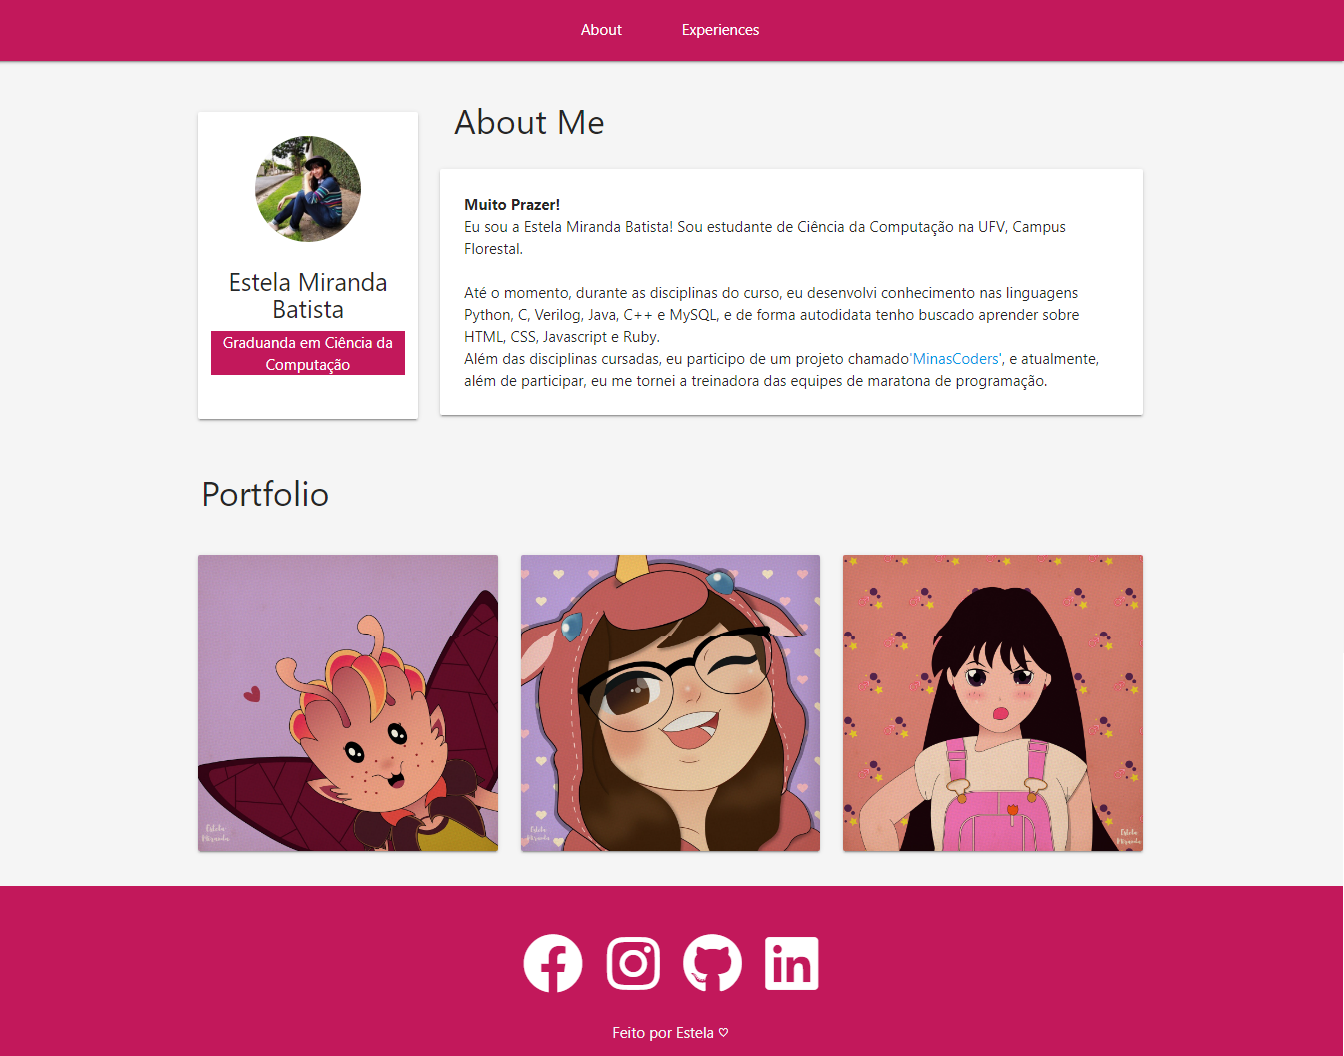 About
Experiences
About Me
Estela Miranda
Batista
Graduanda em Ciência da
Computação
Muito Prazer!
Eu sou a Estela Miranda Batista! Sou estudante de Ciência da Computação na UFV, Campus
Florestal.
Até o momento, durante as disciplinas do curso, eu desenvolvi conhecimento nas linguagens
Python, C, Verilog, Java, C++ e MySQL, e de forma autodidata tenho buscado aprender sobre
HTML, CSS, Javascript e Ruby.
Além das disciplinas cursadas, eu participo de um projeto chamado'MinasCoders', e atualmente,
além de participar, eu me tornei a treinadora das equipes de maratona de programação.
Portfolio
Estela
Miranda
Estela
Miranda
Estela
Miranda
Feito por Estela ♡